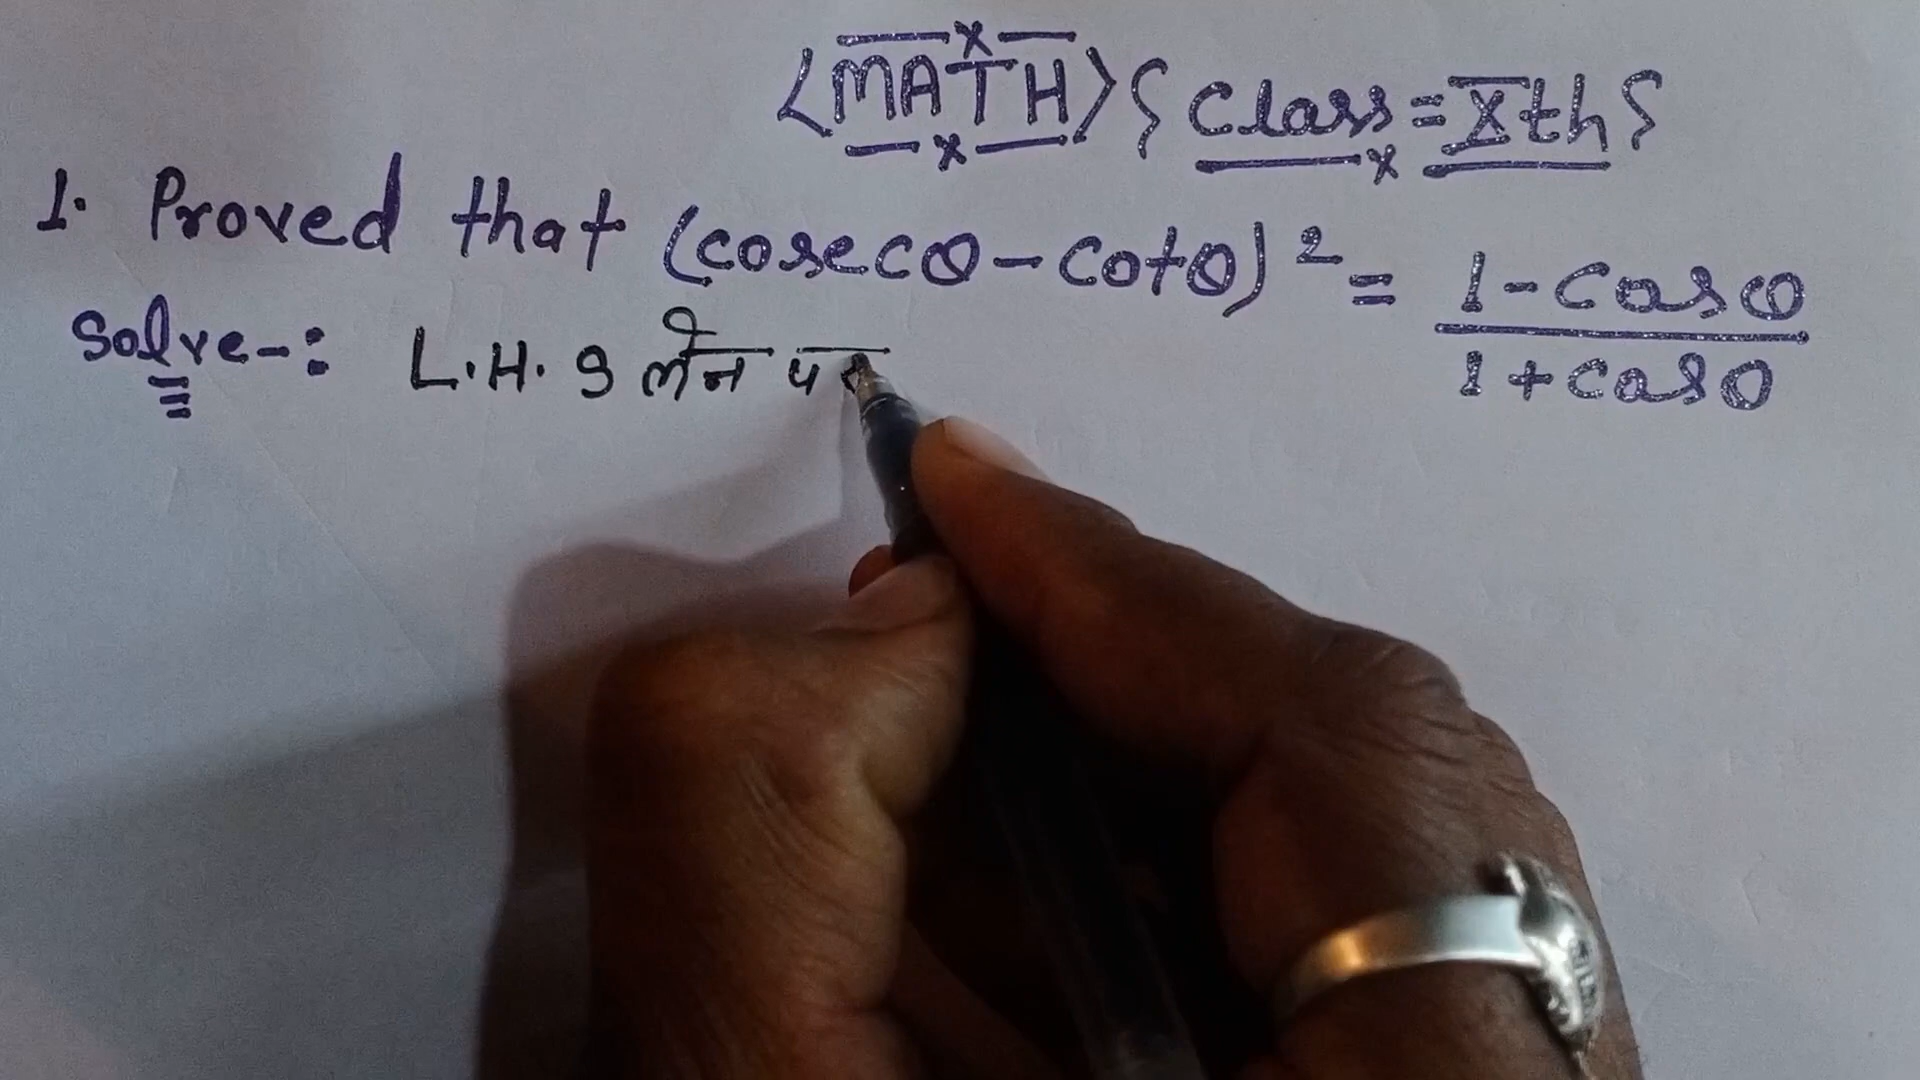 <MATH> { Class = Xth }
1. Proved that (cosecθ - cotθ)² = 1 - cosθ / 1 + cosθ
Solve-: L.H.S लेने पर